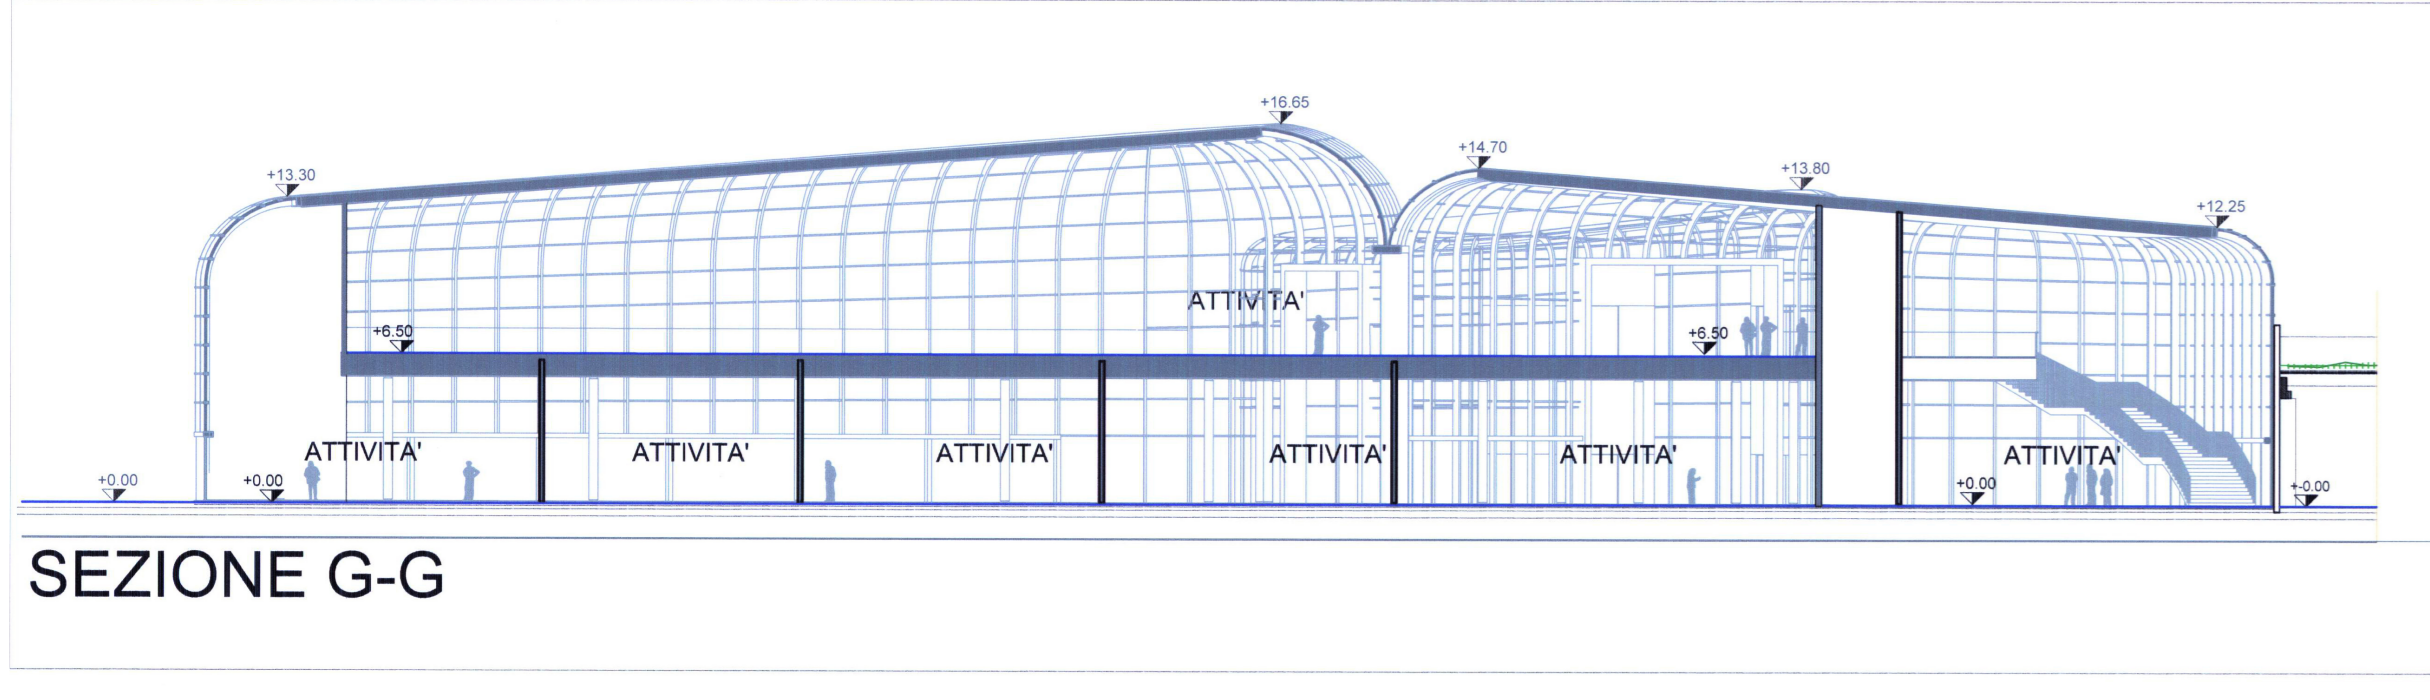 +16.65
+14.70
+13.80
+13.30
+12.25
ATTIVITA'
+6.50
+6.50
ATTIVITA'
ATTIVITA'
ATTIVITA'
ATTIVITA'
ATTIVITA'
ATTIVITA'
+0.00
+0.00
+0.00
+-0.00
SEZIONE G-G